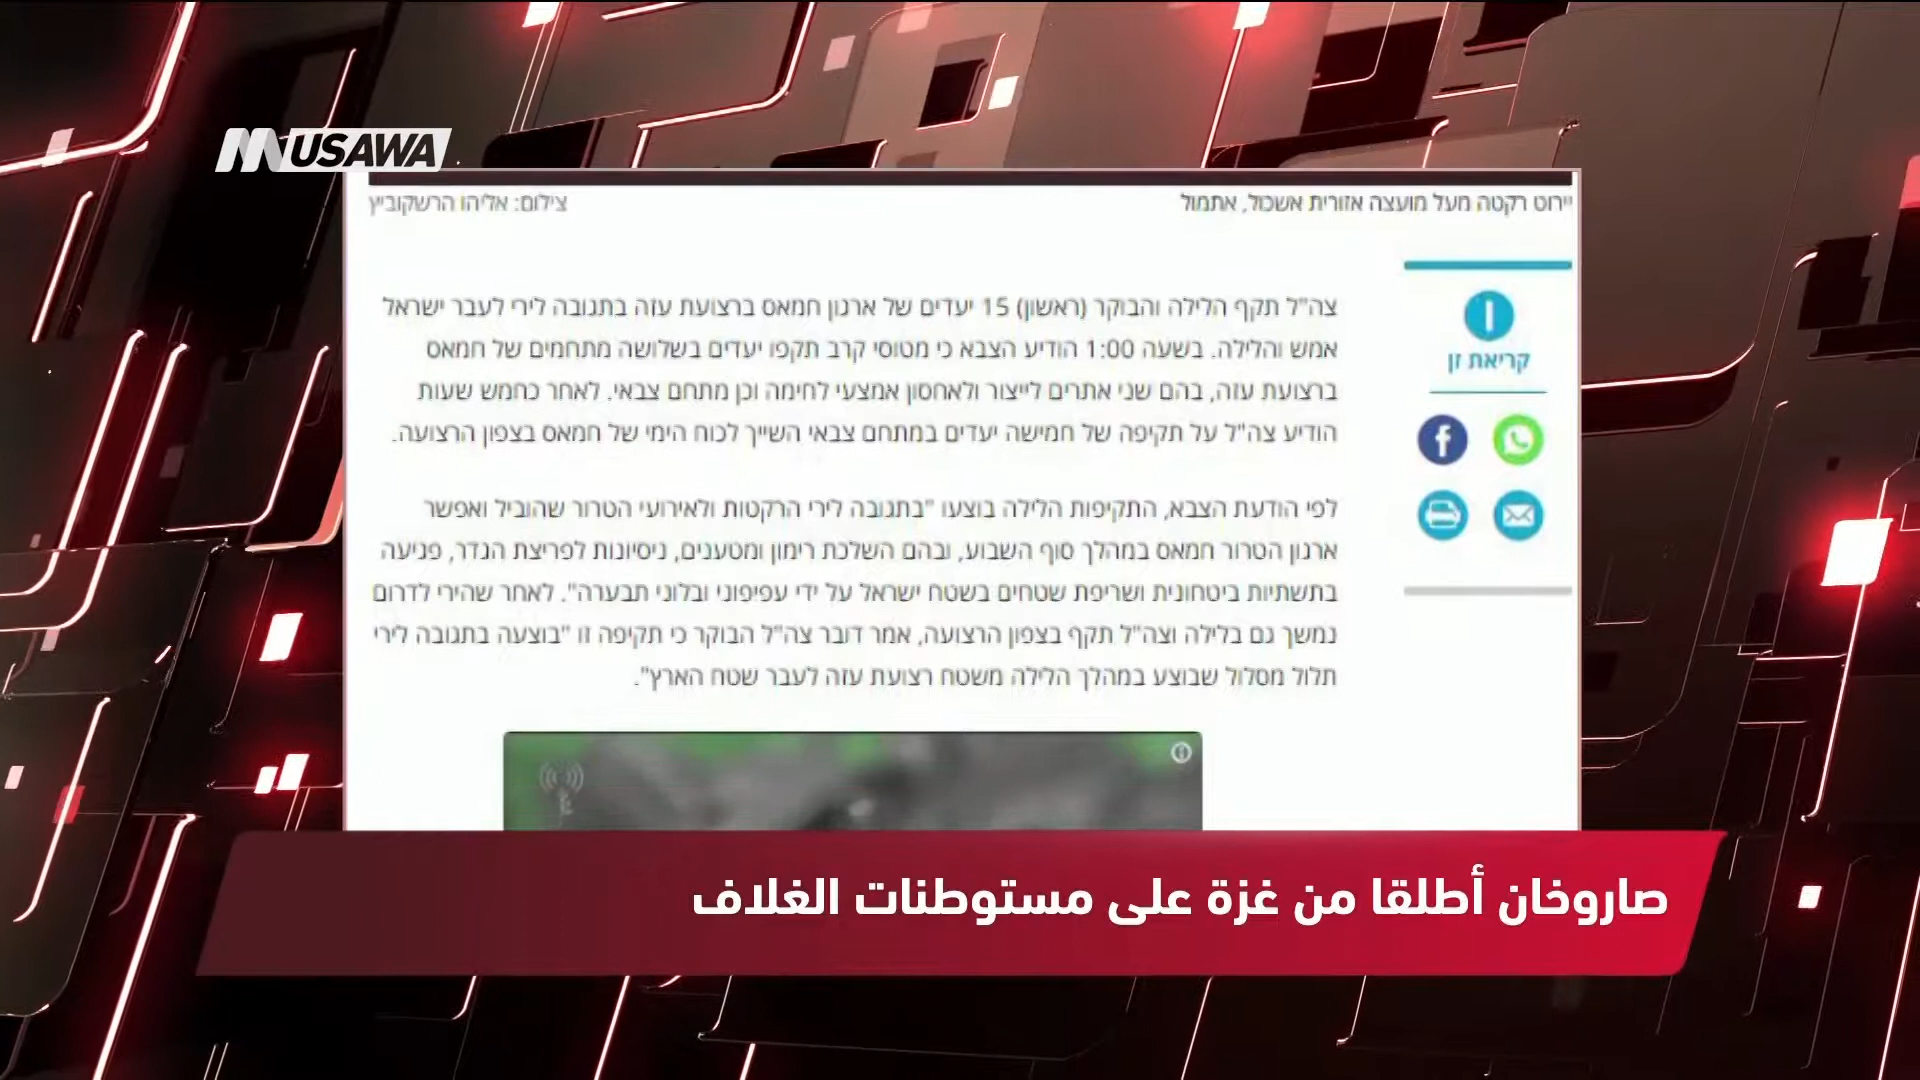 MUSAWA
יירוט רקטה מעל מועצה אזורית אשכול, אתמול
צילום: אליהו הרשקוביץ
צה"ל תקף הלילה והבוקר (ראשון) 15 יעדים של ארגון חמאס ברצועת עזה בתגובה לירי לעבר ישראל
אמש והלילה. בשעה 1:00 הודיע הצבא כי מטוסי קרב תקפו יעדים בשלושה מתחמים של חמאס
ברצועת עזה, בהם שני אתרים לייצור ולאחסון אמצעי לחימה וכן מתחם צבאי. לאחר כחמש שעות
הודיע צה"ל על תקיפה של חמישה יעדים במתחם צבאי השייך לכוח הימי של חמאס בצפון הרצועה.
לפי הודעת הצבא, התקיפות הלילה בוצעו "בתגובה לירי הרקטות ולאירועי הטרור שהוביל ואפשר
ארגון הטרור חמאס במהלך סוף השבוע, ובהם השלכת רימון ומטענים, ניסיונות לפריצת הגדר, פגיעה
בתשתיות ביטחונית ושריפת שטחים בשטח ישראל על ידי עפיפוני ובלוני תבערה". לאחר שהירי לדרום
נמשך גם בלילה וצה"ל תקף בצפון הרצועה, אמר דובר צה"ל הבוקר כי תקיפה זו "בוצעה בתגובה לירי
תלול מסלול שבוצע במהלך הלילה משטח רצועת עזה לעבר שטח הארץ".
קריאת זן
صاروخان أطلقا من غزة على مستوطنات الغلاف